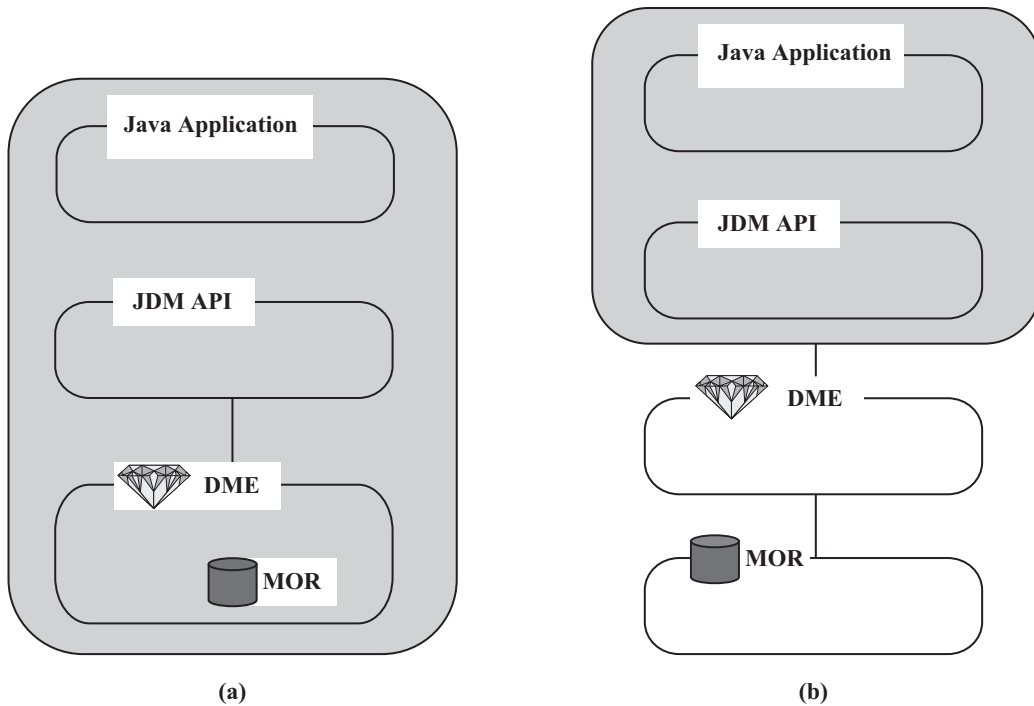 Java Application
JDM API
DME
MOR
(a)
Java Application
JDM API
DME
MOR
(b)